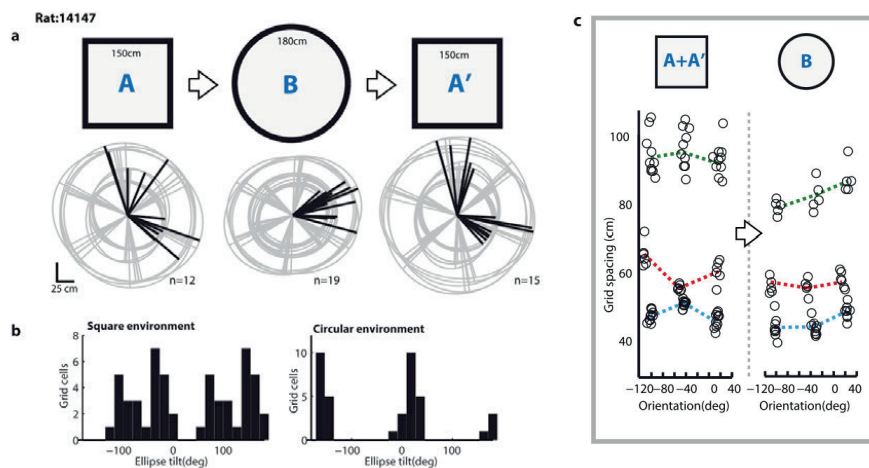 Rat:14147
a
150cm
A
180cm
B
150cm
A′
25 cm
n=12
n=19
n=15
b
Square environment
Grid cells
8
6
4
2
0
−100
0
100
Ellipse tilt(deg)
Circular environment
10
5
0
−100
0
100
Ellipse tilt(deg)
c
A+A′
B
Grid spacing (cm)
100
80
60
40
−120
−80
−40
0
40
Orientation(deg)
−120
−80
−40
0
40
Orientation(deg)